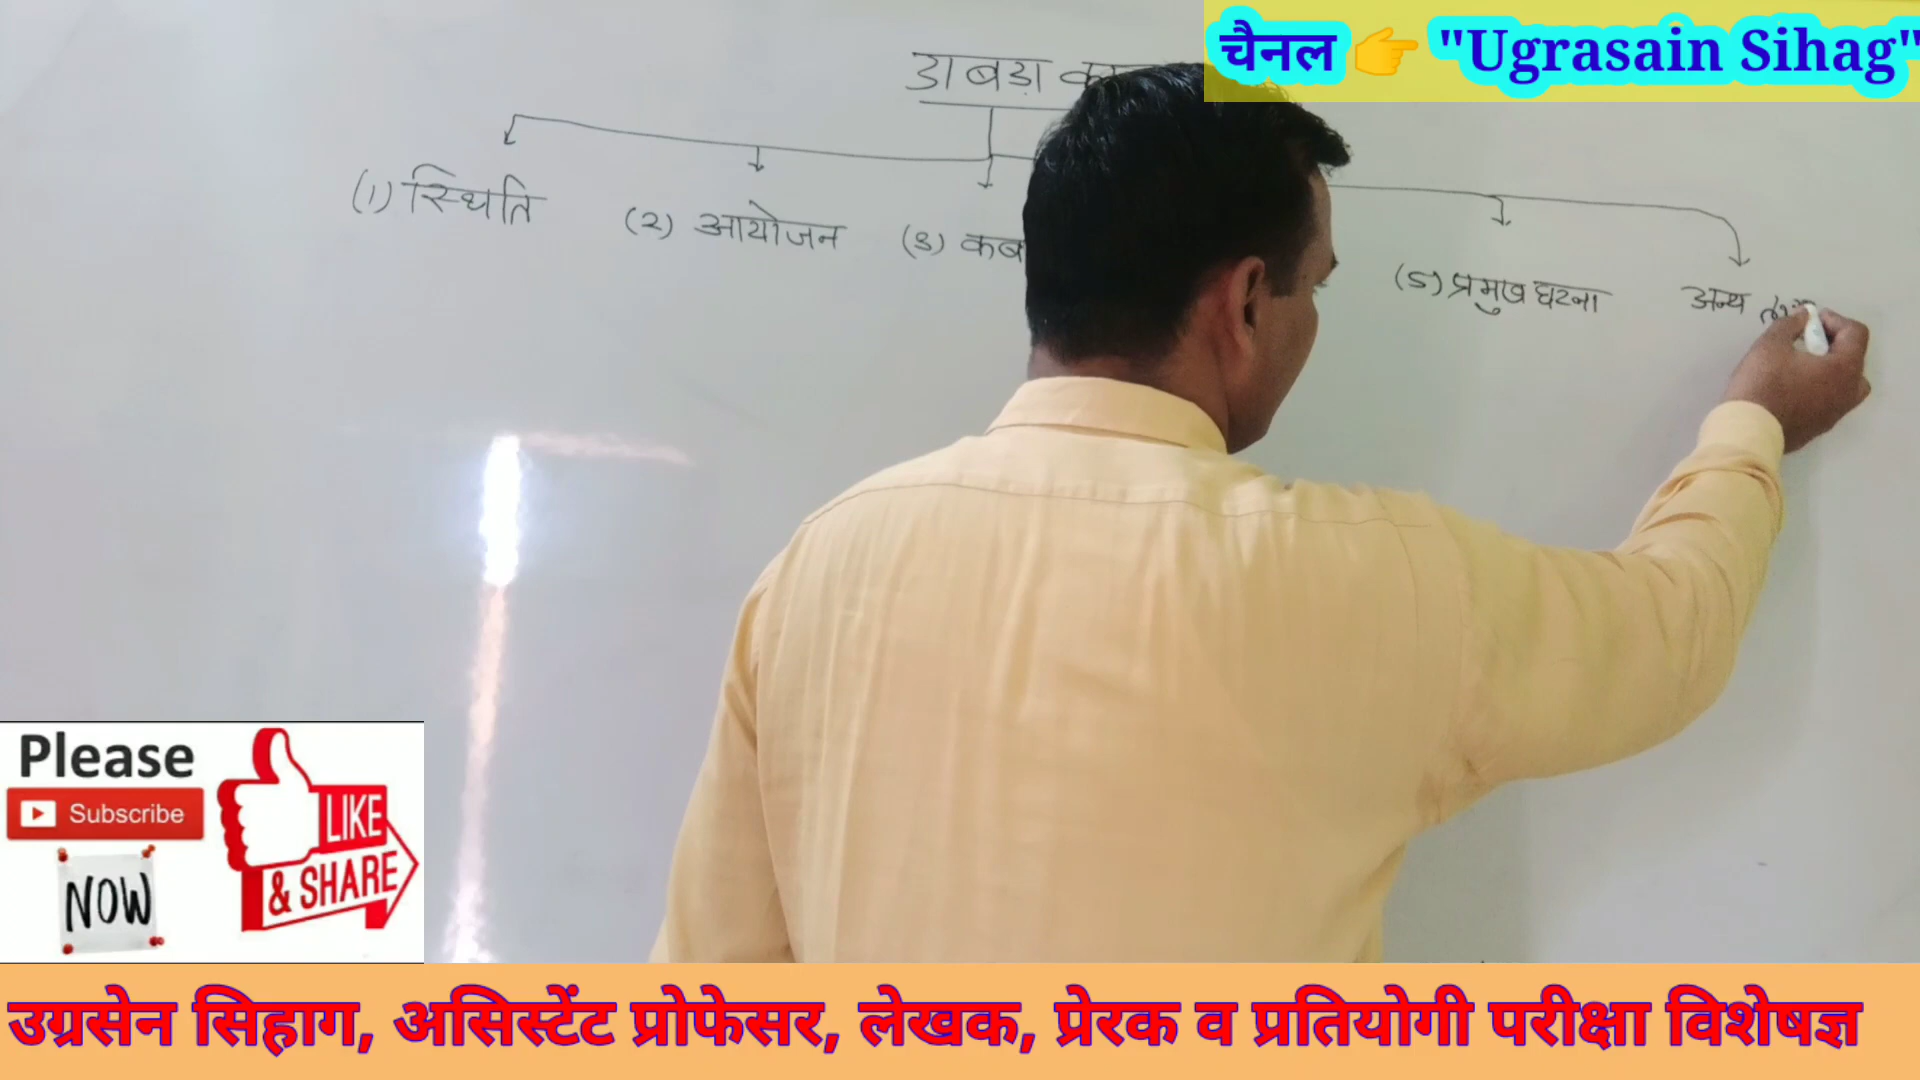 चैनल 👉 "Ugrasain Sihag"
डाबड़ा
(1) स्थिति
(2) आयोजन
(3) कब
(5) प्रमुख घटना
अन्य
Please
Subscribe
NOW
LIKE
& SHARE
उग्रसेन सिहाग, असिस्टेंट प्रोफेसर, लेखक, प्रेरक व प्रतियोगी परीक्षा विशेषज्ञ